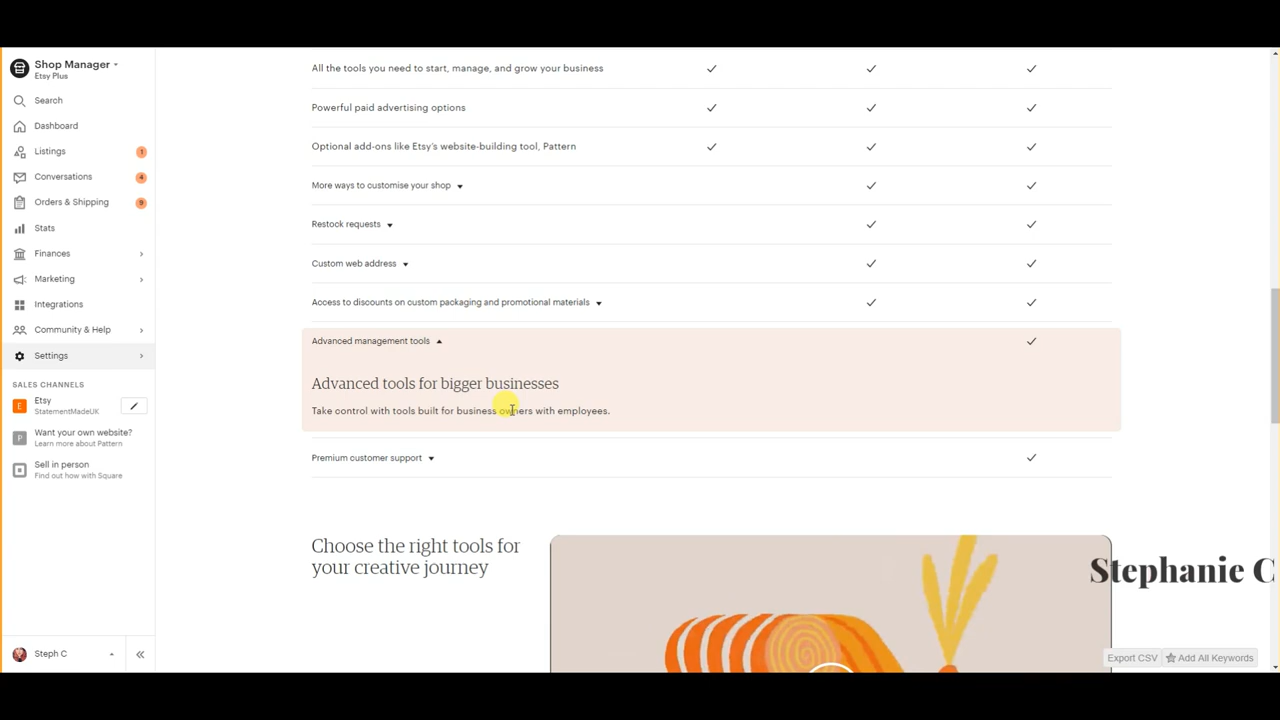 Shop Manager
Etsy Plus
Search
Dashboard
Listings 1
Conversations 4
Orders & Shipping 9
Stats
Finances
Marketing
Integrations
Community & Help
Settings
SALES CHANNELS
E Etsy
StatementMadeUK
P Want your own website?
Learn more about Pattern
Sell in person
Find out how with Square
Steph C
All the tools you need to start, manage, and grow your business
Powerful paid advertising options
Optional add-ons like Etsy's website-building tool, Pattern
More ways to customise your shop
Restock requests
Custom web address
Access to discounts on custom packaging and promotional materials
Advanced management tools
Advanced tools for bigger businesses
Take control with tools built for business owners with employees.
Premium customer support
Choose the right tools for
your creative journey
Stephanie C
Export CSV Add All Keywords